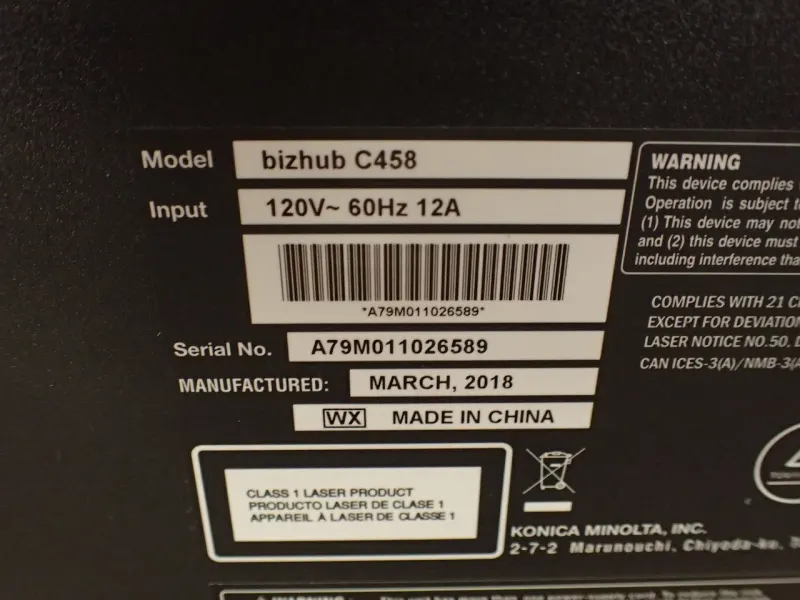 Model bizhub C458
Input 120V~ 60Hz 12A
*A79M011026589*
Serial No. A79M011026589
MANUFACTURED: MARCH, 2018
WX MADE IN CHINA
CLASS 1 LASER PRODUCT
PRODUCTO LASER DE CLASE 1
APPAREIL À LASER DE CLASSE 1
WARNING
This device complies
Operation is subject
(1) This device may not
and (2) this device must
including interference
COMPLIES WITH 21
EXCEPT FOR
LASER NOTICE NO.50,
CAN ICES-3(A)/NMB-3(A
KONICA MINOLTA, INC.
2-7-2 Marunouchi, Chiyoda-ku,
WARNING